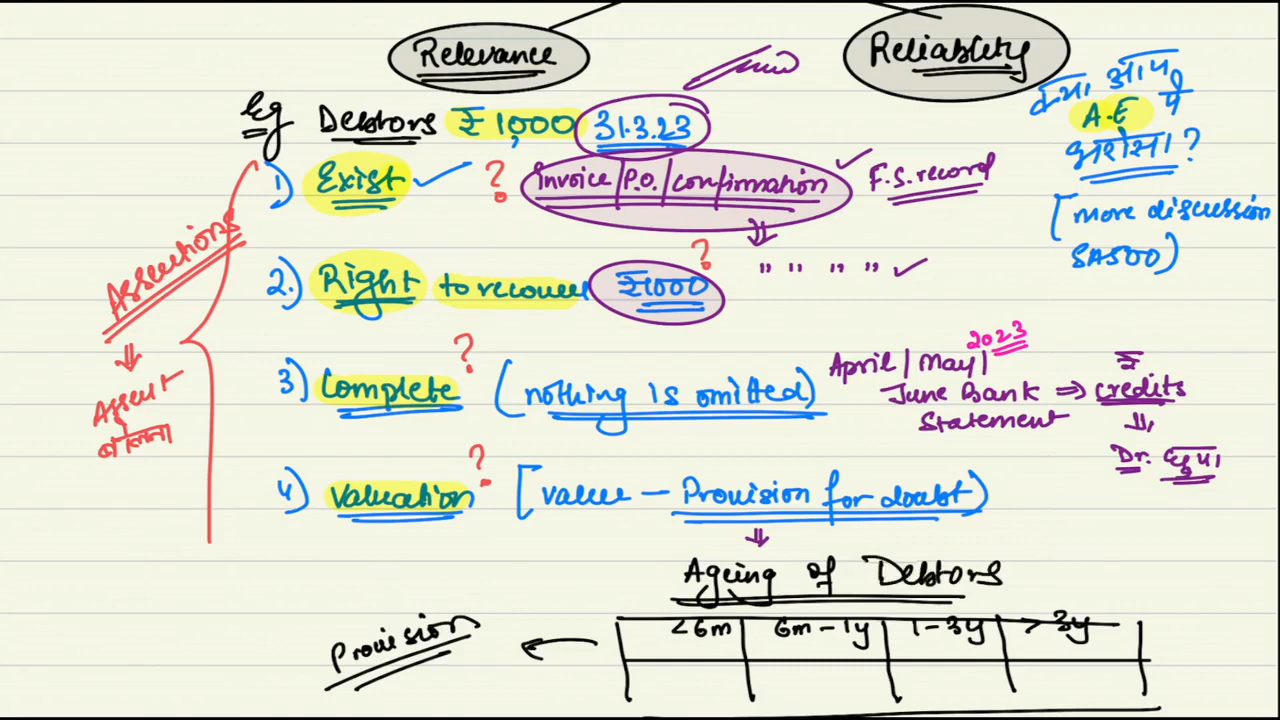 Relevance
Reliability
Eg Debtors ₹1,000 31.3.23
1) Exist ✓ ? Invoice/P.O./confirmation ✓ F.S. record
2.) Right to recover ₹1000 ? " " " " ✓
3) Complete ? (nothing is omitted)
April/May/ 2023
June Bank ⇒ credits ₹
Statement
Dr. था
4) Valuation ? [value - Provision for doubt)
Ageing of Debtors
<6m 6m-1y 1-3y >3y
Provision
Assertions
Assert
क्या आप
A.E पे
भरोसा?
[more discussion
SA500)